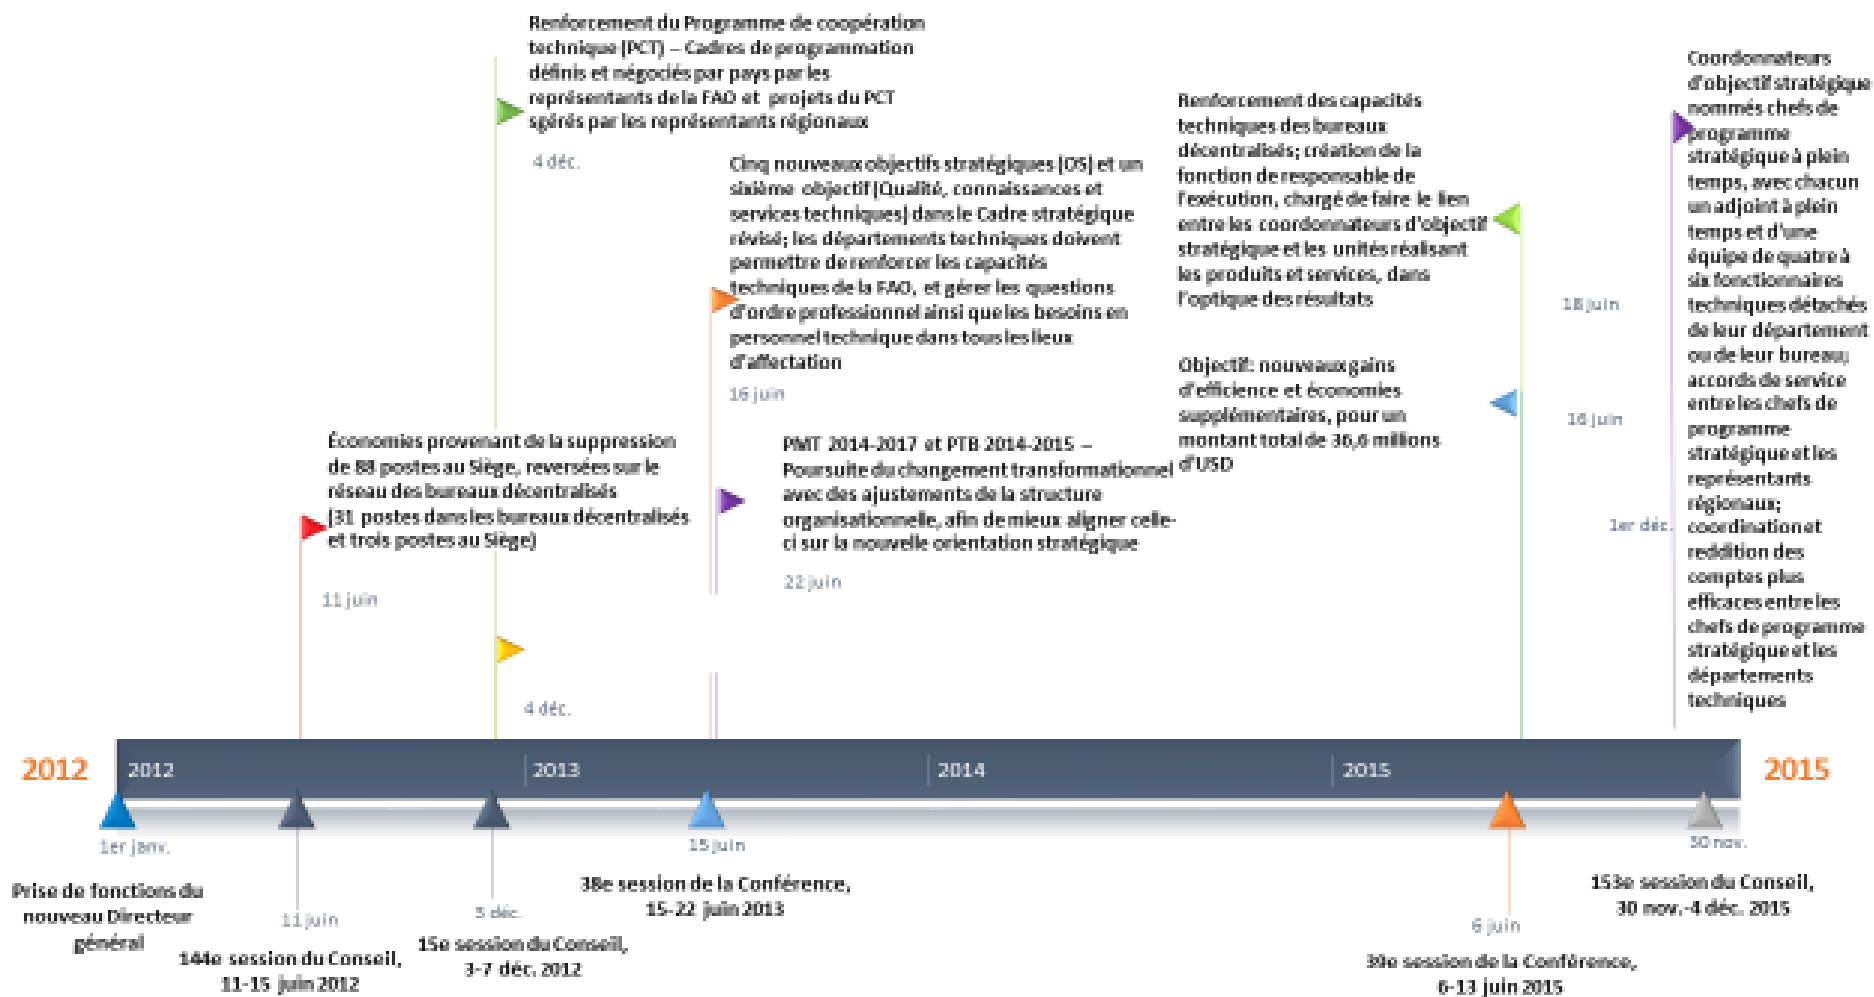 Renforcement du Programme de coopération
technique (PCT) – Cadres de programmation
définis et négociés par pays par les
représentants de la FAO et projets du PCT
sgérés par les représentants régionaux
4 déc.
Cinq nouveaux objectifs stratégiques (OS) et un
sixième objectif (Qualité, connaissances et
services techniques) dans le Cadre stratégique
révisé; les départements techniques doivent
permettre de renforcer les capacités
techniques de la FAO, et gérer les questions
d'ordre professionnel ainsi que les besoins en
personnel technique dans tous les lieux
d'affectation
16 juin
Économies provenant de la suppression
de 88 postes au Siège, reversées sur le
réseau des bureaux décentralisés
(31 postes dans les bureaux décentralisés
et trois postes au Siège)
11 juin
PMT 2014-2017 et PTB 2014-2015 –
Poursuite du changement transformationnel
avec des ajustements de la structure
organisationnelle, afin de mieux aligner celle-
ci sur la nouvelle orientation stratégique
22 juin
4 déc.
Renforcement des capacités
techniques des bureaux
décentralisés; création de la
fonction de responsable de
l'exécution, chargé de faire le lien
entre les coordonnateurs d'objectif
stratégique et les unités réalisant
les produits et services, dans
l'optique des résultats
18 juin
Objectif: nouveaux gains
d'efficience et économies
supplémentaires, pour un
montant total de 36,6 millions
d'USD
16 juin
Coordonnateurs
d'objectif stratégique
nommés chefs de
programme
stratégique à plein
temps, avec chacun
un adjoint à plein
temps et d'une
équipe de quatre à
six fonctionnaires
techniques détachés
de leur département
ou de leur bureau;
accords de service
entre les chefs de
programme
stratégique et les
représentants
régionaux;
coordination et
reddition des
comptes plus
efficaces entre les
chefs de programme
stratégique et les
départements
techniques
1er déc.
2012
2012
2013
2014
2015
2015
1er janv.
Prise de fonctions du
nouveau Directeur
général
11 juin
144e session du Conseil,
11-15 juin 2012
3 déc.
15e session du Conseil,
3-7 déc. 2012
15 juin
38e session de la Conférence,
15-22 juin 2013
6 juin
39e session de la Conférence,
6-13 juin 2015
30 nov.
153e session du Conseil,
30 nov.-4 déc. 2015